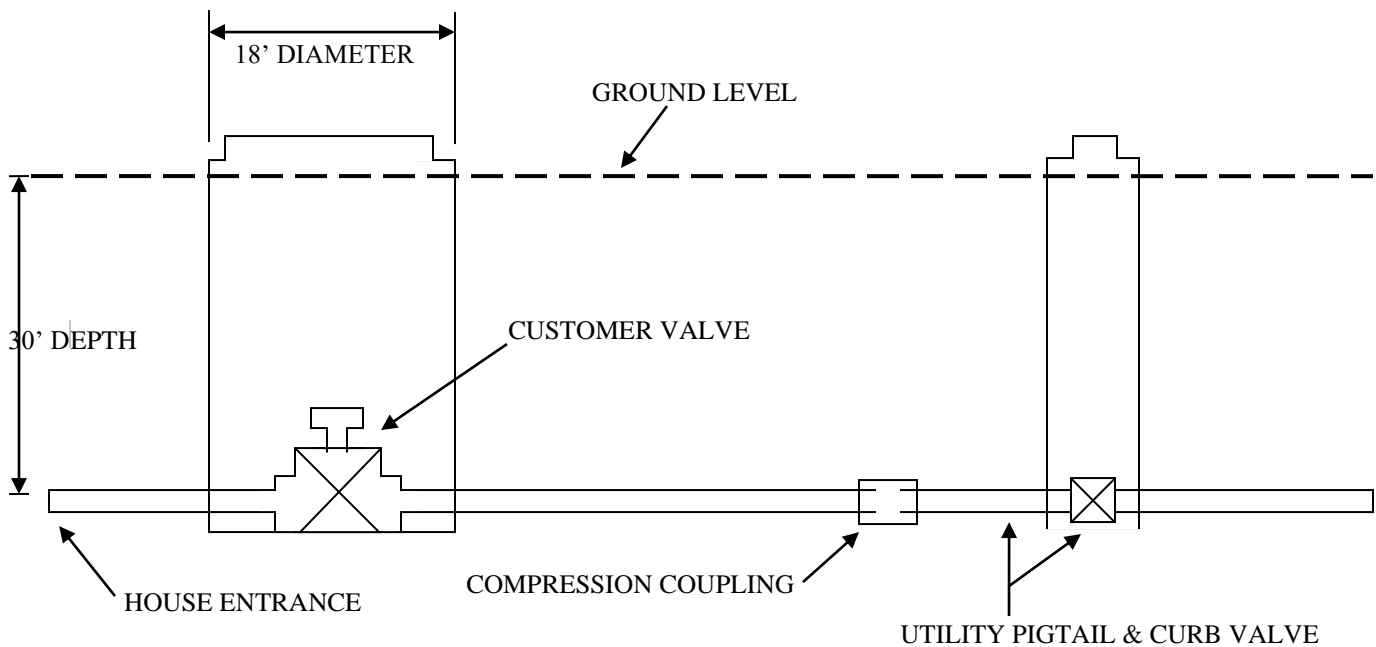 18’ DIAMETER
GROUND LEVEL
30’ DEPTH
CUSTOMER VALVE
COMPRESSION COUPLING
HOUSE ENTRANCE
UTILITY PIGTAIL & CURB VALVE